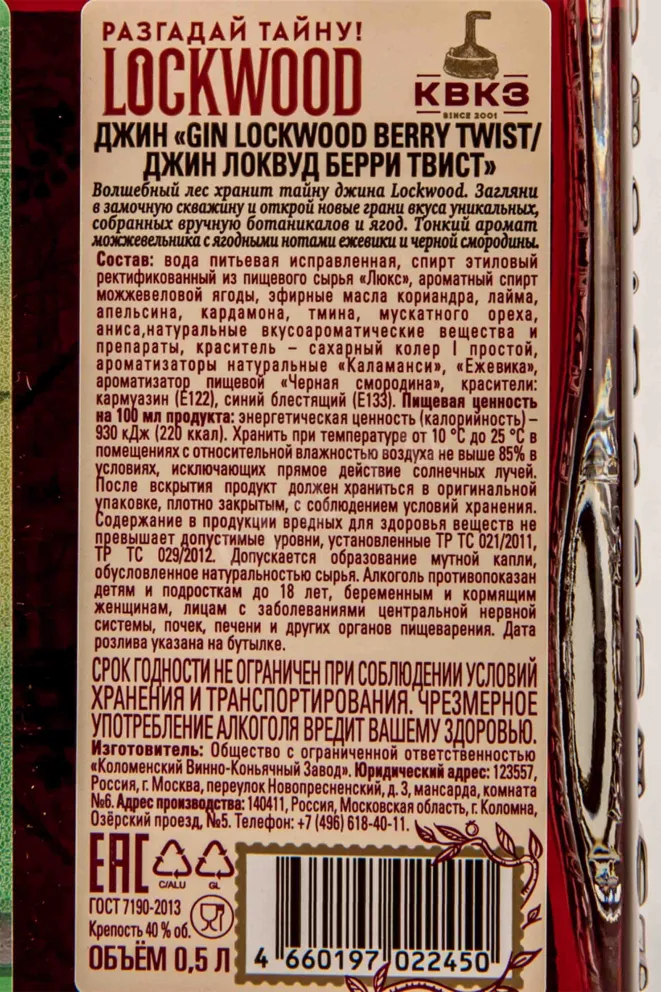 РАЗГАДАЙ ТАЙНУ!
LOCKWOOD
КВКЗ
SINCE 2001
ДЖИН «GIN LOCKWOOD BERRY TWIST/
ДЖИН ЛОКВУД БЕРРИ ТВИСТ»
Волшебный лес хранит тайну джина Lockwood. Загляни
в замочную скважину и открой новые грани вкуса уникальных,
собранных вручную ботаникалов и ягод. Тонкий аромат
можжевельника с ягодными нотами ежевики и черной смородины.
Состав: вода питьевая исправленная, спирт этиловый
ректификованный из пищевого сырья «Люкс», ароматный спирт
можжевеловой ягоды, эфирные масла кориандра, лайма,
апельсина, кардамона, тмина, мускатного ореха,
аниса,натуральные вкусоароматические вещества и
препараты, краситель – сахарный колер I простой,
ароматизаторы натуральные «Каламанси», «Ежевика»,
ароматизатор пищевой «Черная смородина», красители:
кармуазин (Е122), синий блестящий (Е133). Пищевая ценность
на 100 мл продукта: энергетическая ценность (калорийность) –
930 кДж (220 ккал). Хранить при температуре от 10 °С до 25 °С в
помещениях с относительной влажностью воздуха не выше 85% в
условиях, исключающих прямое действие солнечных лучей.
После вскрытия продукт должен храниться в оригинальной
упаковке, плотно закрытым, с соблюдением условий хранения.
Содержание в продукции вредных для здоровья веществ не
превышает допустимые уровни, установленные ТР ТС 021/2011,
ТР ТС 029/2012. Допускается образование мутной капли,
обусловленное натуральностью сырья. Алкоголь противопоказан
детям и подросткам до 18 лет, беременным и кормящим
женщинам, лицам с заболеваниями центральной нервной
системы, почек, печени и других органов пищеварения. Дата
розлива указана на бутылке.
СРОК ГОДНОСТИ НЕ ОГРАНИЧЕН ПРИ СОБЛЮДЕНИИ УСЛОВИЙ
ХРАНЕНИЯ И ТРАНСПОРТИРОВАНИЯ. ЧРЕЗМЕРНОЕ
УПОТРЕБЛЕНИЕ АЛКОГОЛЯ ВРЕДИТ ВАШЕМУ ЗДОРОВЬЮ.
Изготовитель: Общество с ограниченной ответственностью
«Коломенский Винно-Коньячный Завод». Юридический адрес: 123557,
Россия, г. Москва, переулок Новопресненский, д. 3, мансарда, комната
№6. Адрес производства: 140411, Россия, Московская область, г. Коломна,
Озёрский проезд, №5. Телефон: +7 (496) 618-40-11.
ЕАС
C/ALU
GL
ГОСТ 7190-2013
Крепость 40 % об.
ОБЪЁМ 0,5 Л
4 660197 022450